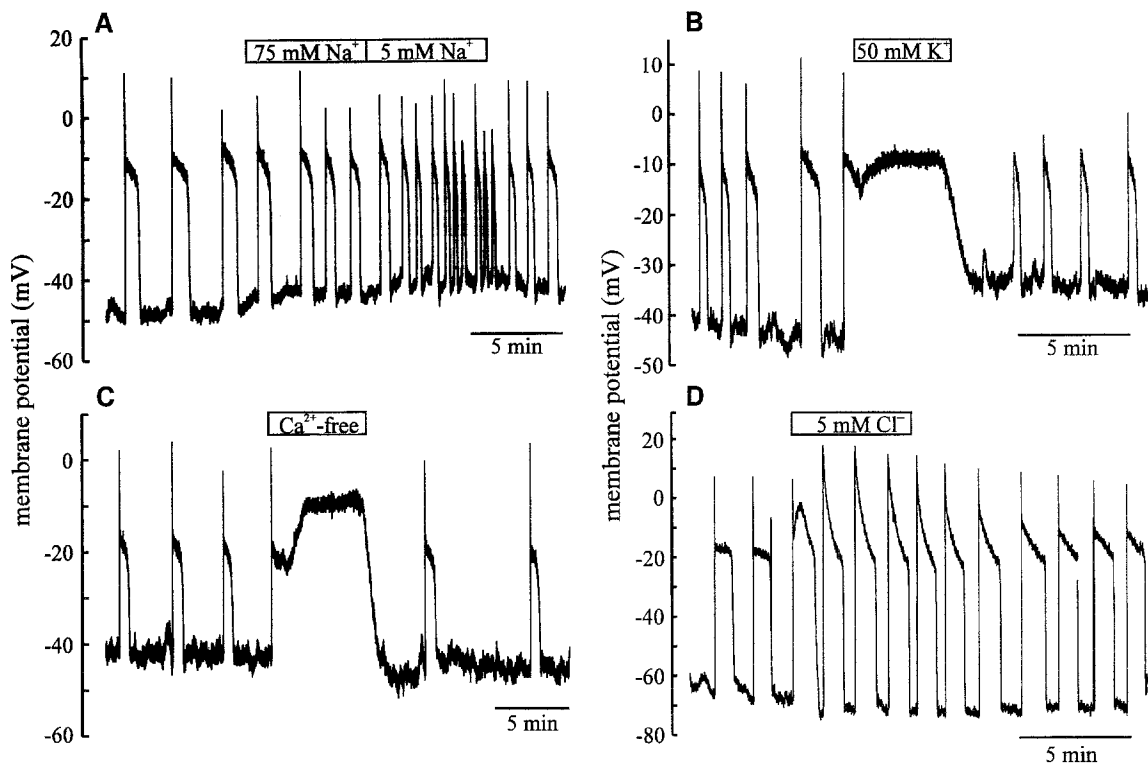 A
20
0
-20
-40
-60
75 mM Na⁺
5 mM Na⁺
5 min
B
10
0
-10
-20
-30
-40
-50
50 mM K⁺
5 min
C
0
-20
-40
-60
Ca²⁺-free
5 min
D
20
0
-20
-40
-60
-80
5 mM Cl⁻
5 min
membrane potential (mV)
membrane potential (mV)